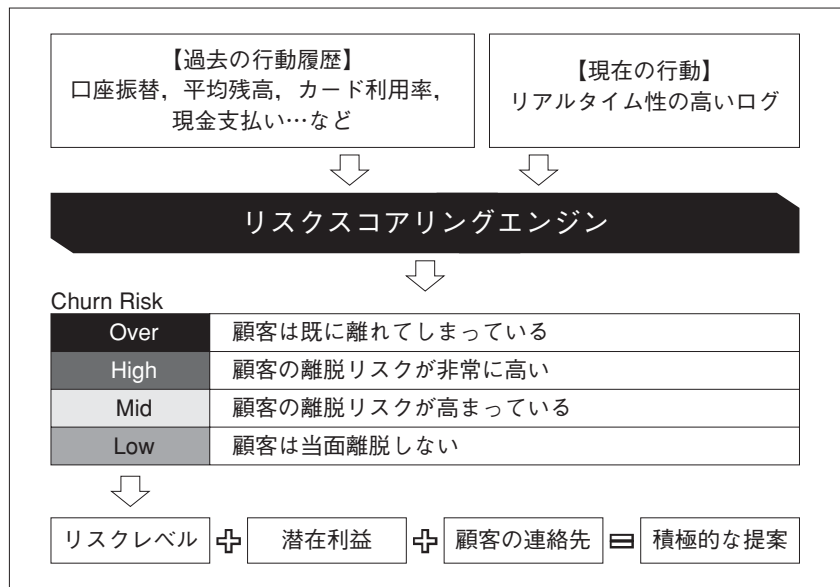 【過去の行動履歴】
口座振替，平均残高，カード利用率，
現金支払い…など
【現在の行動】
リアルタイム性の高いログ
リスクスコアリングエンジン
Churn Risk
Over 顧客は既に離れてしまっている
High 顧客の離脱リスクが非常に高い
Mid 顧客の離脱リスクが高まっている
Low 顧客は当面離脱しない
リスクレベル + 潜在利益 + 顧客の連絡先 = 積極的な提案